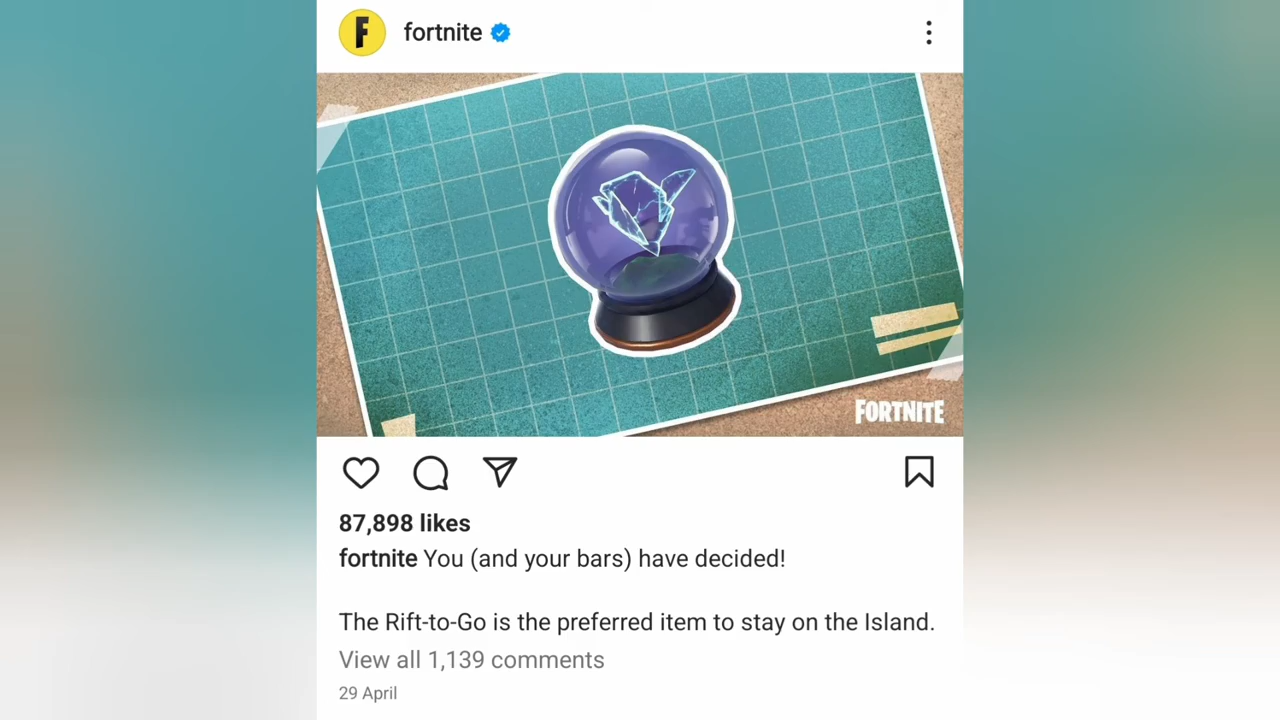 F
fortnite
FORTNITE
87,898 likes
fortnite You (and your bars) have decided!
The Rift-to-Go is the preferred item to stay on the Island.
View all 1,139 comments
29 April